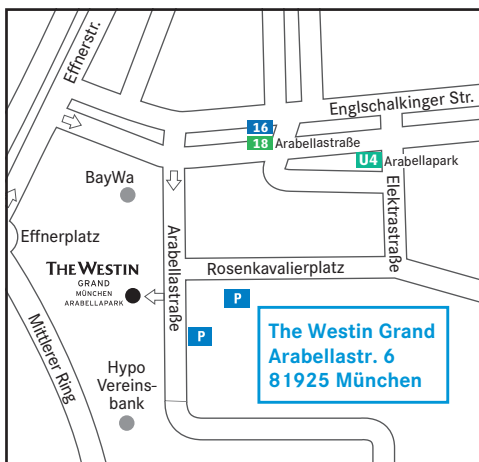 Effnerstr.
Englschalkinger Str.
16
18 Arabellastraße
U4 Arabellapark
BayWa
Elektrastraße
Effnerplatz
Arabellastraße
THE WESTIN
GRAND
MÜNCHEN
ARABELLAPARK
Rosenkavalierplatz
P
P
Mittlerer Ring
The Westin Grand
Arabellastr. 6
81925 München
Hypo
Vereins-
bank